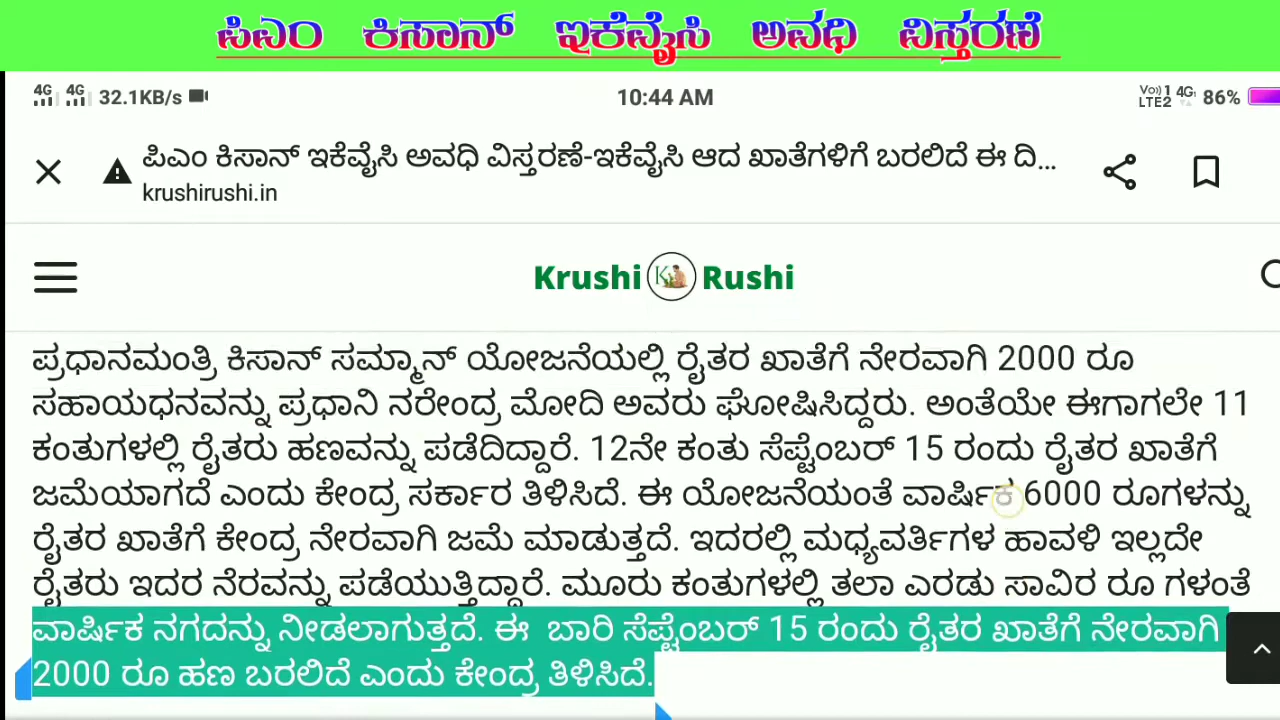 ಪಿಎಂ ಕಿಸಾನ್ ಇಕೆವೈಸಿ ಅವಧಿ ವಿಸ್ತರಣೆ
4G 4G 32.1KB/s 10:44 AM Vo)) 1 LTE2 4G 86%
ಪಿಎಂ ಕಿಸಾನ್ ಇಕೆವೈಸಿ ಅವಧಿ ವಿಸ್ತರಣೆ-ಇಕೆವೈಸಿ ಆದ ಖಾತೆಗಳಿಗೆ ಬರಲಿದೆ ಈ ದಿ...
krushirushi.in
Krushi K Rushi
ಪ್ರಧಾನಮಂತ್ರಿ ಕಿಸಾನ್ ಸಮ್ಮಾನ್ ಯೋಜನೆಯಲ್ಲಿ ರೈತರ ಖಾತೆಗೆ ನೇರವಾಗಿ 2000 ರೂ
ಸಹಾಯಧನವನ್ನು ಪ್ರಧಾನಿ ನರೇಂದ್ರ ಮೋದಿ ಅವರು ಘೋಷಿಸಿದ್ದರು. ಅಂತೆಯೇ ಈಗಾಗಲೇ 11
ಕಂತುಗಳಲ್ಲಿ ರೈತರು ಹಣವನ್ನು ಪಡೆದಿದ್ದಾರೆ. 12ನೇ ಕಂತು ಸೆಪ್ಟೆಂಬರ್ 15 ರಂದು ರೈತರ ಖಾತೆಗೆ
ಜಮೆಯಾಗದೆ ಎಂದು ಕೇಂದ್ರ ಸರ್ಕಾರ ತಿಳಿಸಿದೆ. ಈ ಯೋಜನೆಯಂತೆ ವಾರ್ಷಿಕ 6000 ರೂಗಳನ್ನು
ರೈತರ ಖಾತೆಗೆ ಕೇಂದ್ರ ನೇರವಾಗಿ ಜಮೆ ಮಾಡುತ್ತದೆ. ಇದರಲ್ಲಿ ಮಧ್ಯವರ್ತಿಗಳ ಹಾವಳಿ ಇಲ್ಲದೇ
ರೈತರು ಇದರ ನೆರವನ್ನು ಪಡೆಯುತ್ತಿದ್ದಾರೆ. ಮೂರು ಕಂತುಗಳಲ್ಲಿ ತಲಾ ಎರಡು ಸಾವಿರ ರೂ ಗಳಂತೆ
ವಾರ್ಷಿಕ ನಗದನ್ನು ನೀಡಲಾಗುತ್ತದೆ. ಈ ಬಾರಿ ಸೆಪ್ಟೆಂಬರ್ 15 ರಂದು ರೈತರ ಖಾತೆಗೆ ನೇರವಾಗಿ
2000 ರೂ ಹಣ ಬರಲಿದೆ ಎಂದು ಕೇಂದ್ರ ತಿಳಿಸಿದೆ.